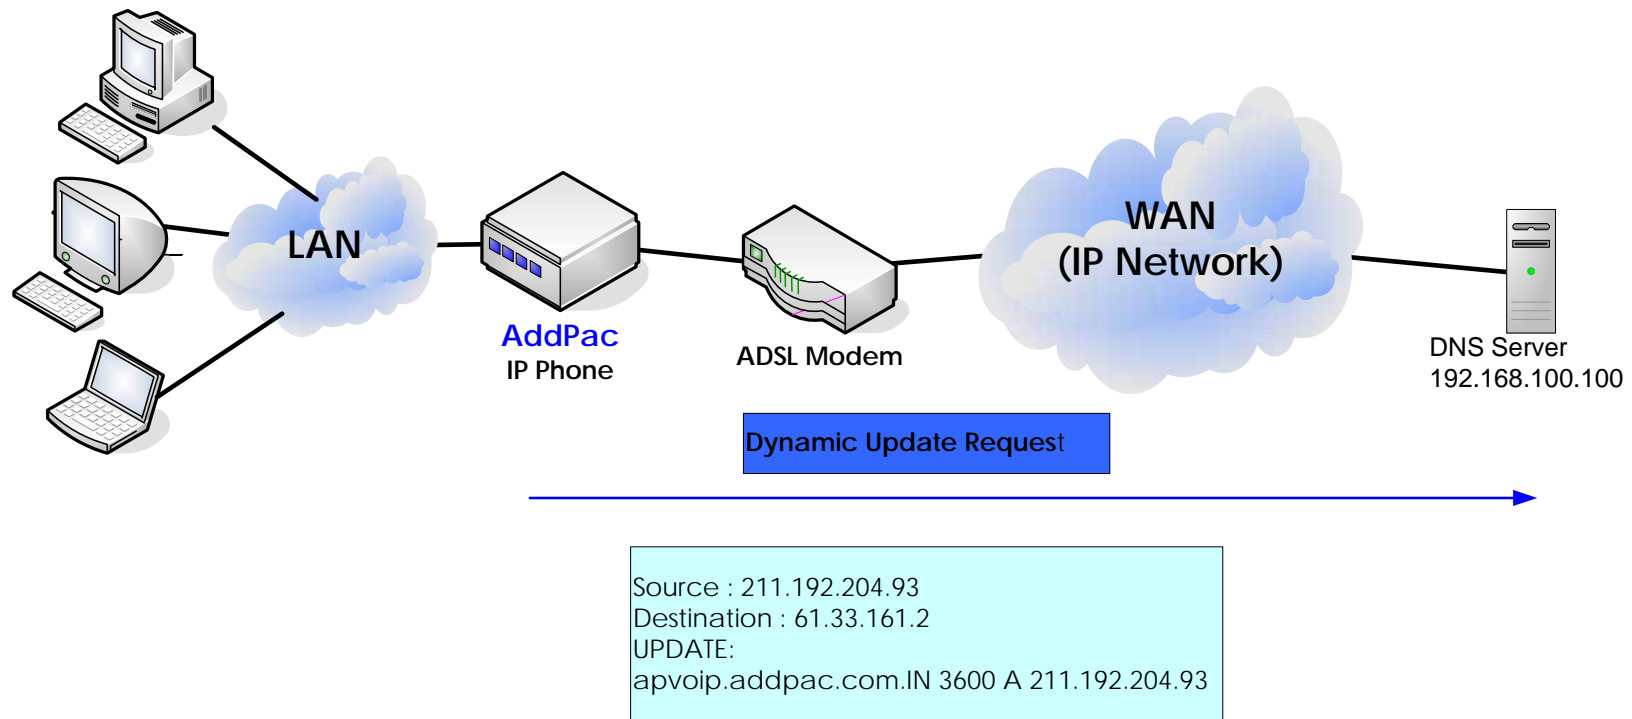 LAN
AddPac
IP Phone
ADSL Modem
WAN
(IP Network)
DNS Server
192.168.100.100
Dynamic Update Request
Source : 211.192.204.93
Destination : 61.33.161.2
UPDATE:
apvoip.addpac.com.IN 3600 A 211.192.204.93